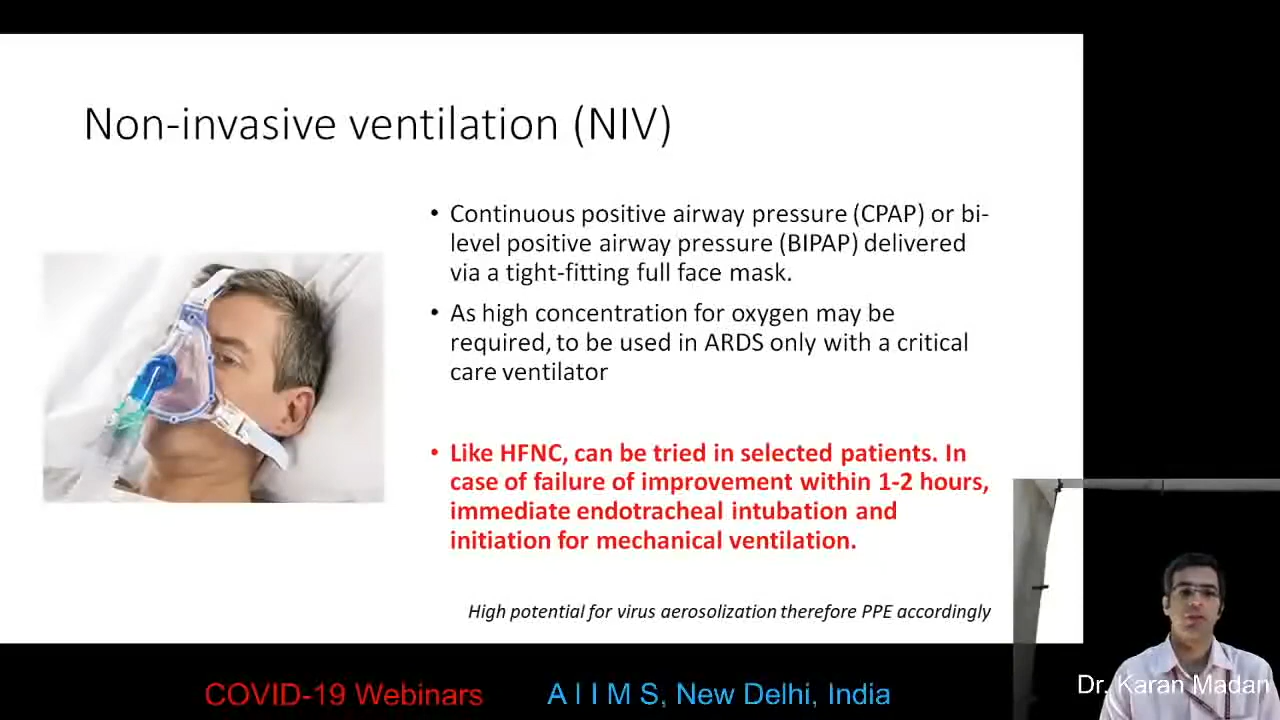 Non-invasive ventilation (NIV)
• Continuous positive airway pressure (CPAP) or bi-
level positive airway pressure (BIPAP) delivered
via a tight-fitting full face mask.
• As high concentration for oxygen may be
required, to be used in ARDS only with a critical
care ventilator
• Like HFNC, can be tried in selected patients. In
case of failure of improvement within 1-2 hours,
immediate endotracheal intubation and
initiation for mechanical ventilation.
High potential for virus aerosolization therefore PPE accordingly
Dr. Karan Madan
COVID-19 Webinars A I I M S, New Delhi, India